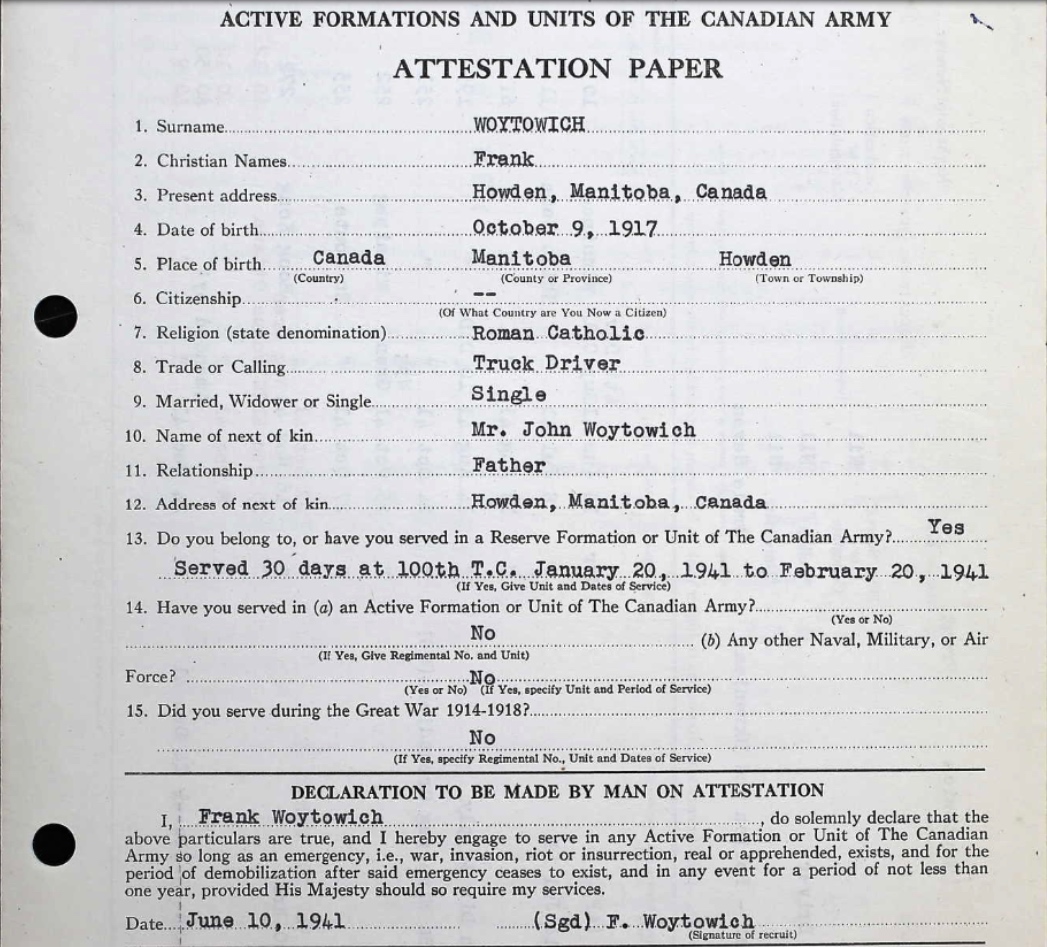 ACTIVE FORMATIONS AND UNITS OF THE CANADIAN ARMY
ATTESTATION PAPER
1. Surname WOYTOWICH
2. Christian Names Frank
3. Present address Howden, Manitoba, Canada
4. Date of birth October 9, 1917
5. Place of birth Canada Manitoba Howden
(Country) (County or Province) (Town or Township)
6. Citizenship --
(Of What Country are You Now a Citizen)
7. Religion (state denomination) Roman Catholic
8. Trade or Calling Truck Driver
9. Married, Widower or Single Single
10. Name of next of kin Mr. John Woytowich
11. Relationship Father
12. Address of next of kin Howden, Manitoba, Canada
13. Do you belong to, or have you served in a Reserve Formation or Unit of The Canadian Army? Yes
Served 30 days at 100th T.C. January 20, 1941 to February 20, 1941
(If Yes, Give Unit and Dates of Service)
14. Have you served in (a) an Active Formation or Unit of The Canadian Army?
(Yes or No)
No (b) Any other Naval, Military, or Air
(If Yes, Give Regimental No. and Unit)
Force? No
(Yes or No) (If Yes, specify Unit and Period of Service)
15. Did you serve during the Great War 1914-1918?
No
(If Yes, specify Regimental No., Unit and Dates of Service)
DECLARATION TO BE MADE BY MAN ON ATTESTATION
I, Frank Woytowich, do solemnly declare that the
above particulars are true, and I hereby engage to serve in any Active Formation or Unit of The Canadian
Army so long as an emergency, i.e., war, invasion, riot or insurrection, real or apprehended, exists, and for the
period of demobilization after said emergency ceases to exist, and in any event for a period of not less than
one year, provided His Majesty should so require my services.
Date June 10, 1941 (Sgd) F. Woytowich
(Signature of recruit)